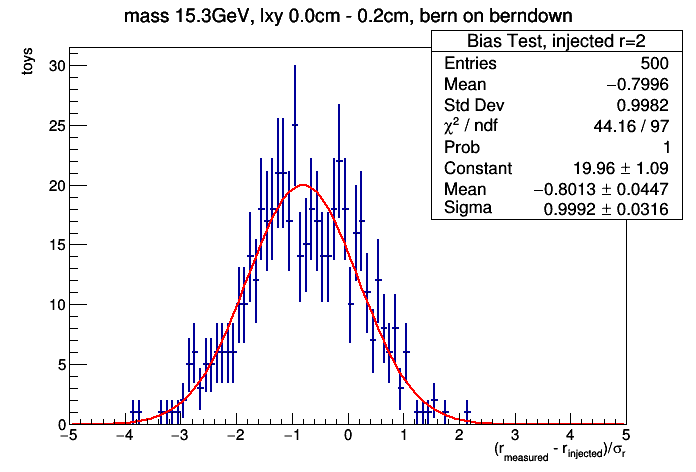 mass 15.3GeV, lxy 0.0cm - 0.2cm, bern on berndown
Bias Test, injected r=2
Entries 500
Mean −0.7996
Std Dev 0.9982
χ² / ndf 44.16 / 97
Prob 1
Constant 19.96 ± 1.09
Mean −0.8013 ± 0.0447
Sigma 0.9992 ± 0.0316
toys
30
25
20
15
10
5
0
−5 −4 −3 −2 −1 0 1 2 3 4 5
(r_measured - r_injected)/σ_r